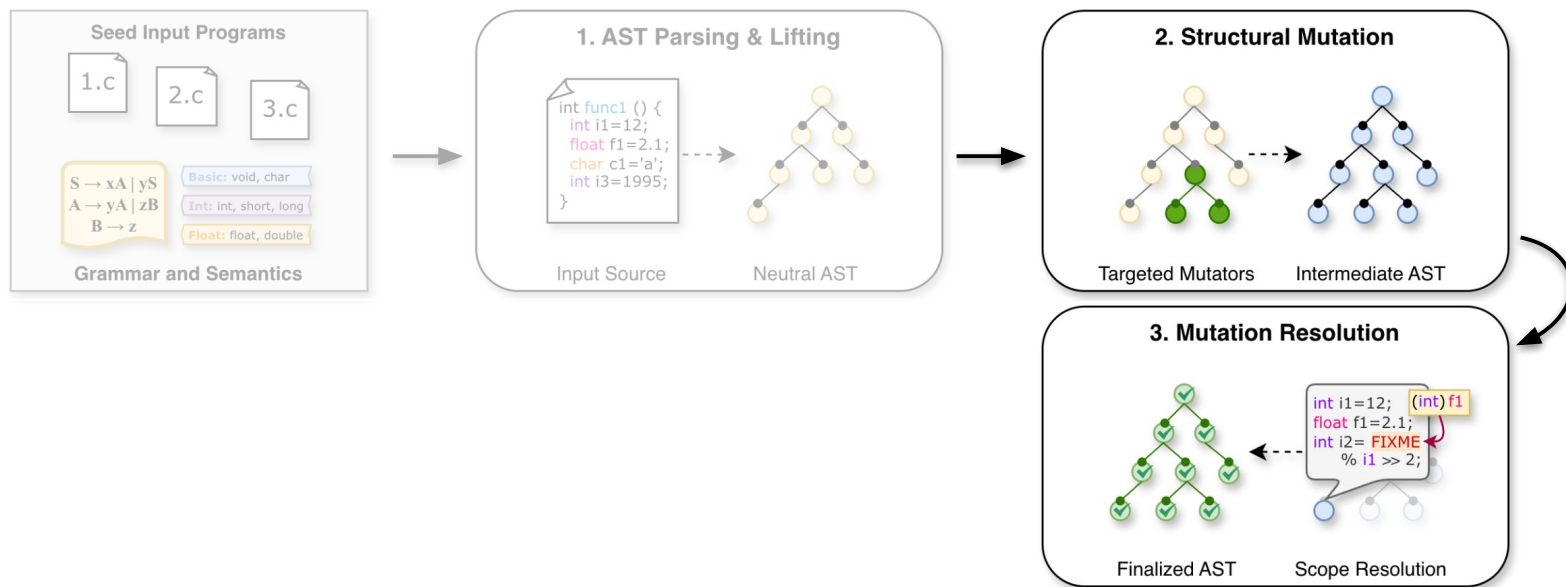 Seed Input Programs
1.c
2.c
3.c
S → xA | yS
A → yA | zB
B → z
Basic: void, char
Int: int, short, long
Float: float, double
Grammar and Semantics
1. AST Parsing & Lifting
int func1 () {
int i1=12;
float f1=2.1;
char c1='a';
int i3=1995;
}
Input Source
Neutral AST
2. Structural Mutation
Targeted Mutators
Intermediate AST
3. Mutation Resolution
int i1=12;
(int) f1
float f1=2.1;
int i2= FIXME
% i1 >> 2;
Finalized AST
Scope Resolution